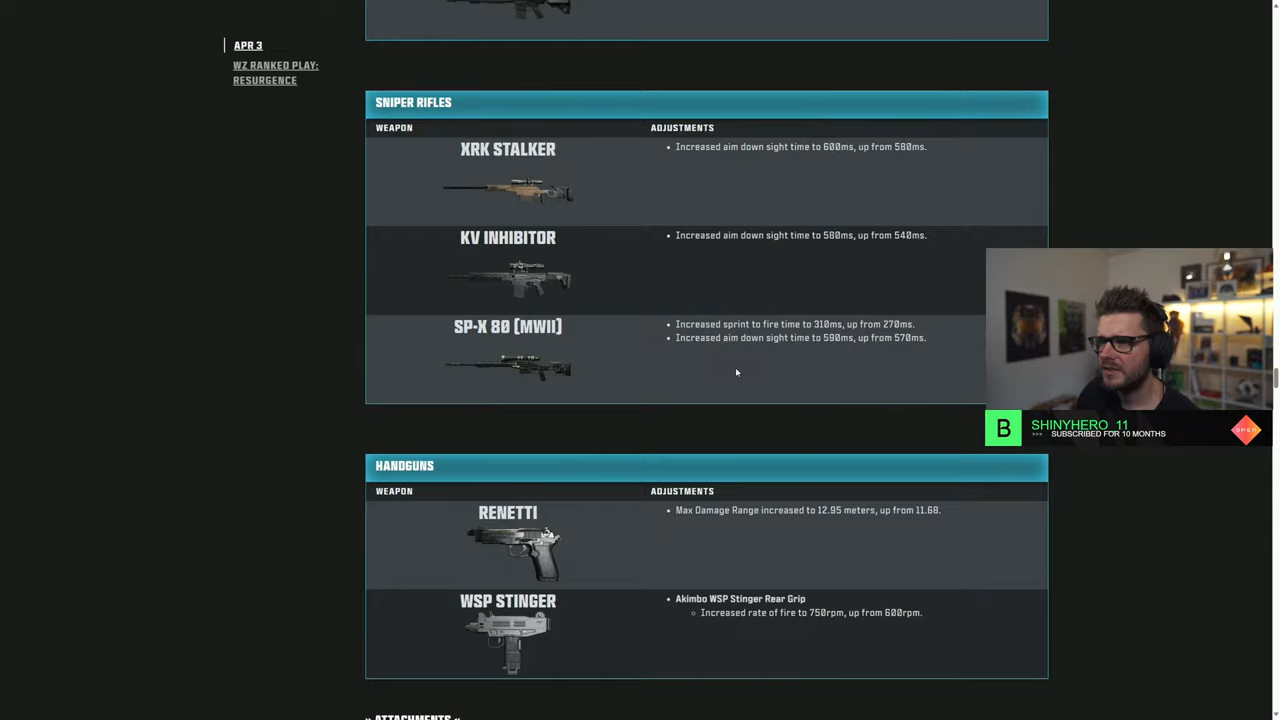 APR 3
WZ RANKED PLAY:
RESURGENCE
SNIPER RIFLES
WEAPON
ADJUSTMENTS
XRK STALKER
• Increased aim down sight time to 600ms, up from 580ms.
KV INHIBITOR
• Increased aim down sight time to 580ms, up from 540ms.
SP-X 80 (MWII)
• Increased sprint to fire time to 310ms, up from 270ms.
• Increased aim down sight time to 590ms, up from 570ms.
B
SHINYHERO_11
>>> SUBSCRIBED FOR 10 MONTHS
OMEN
HANDGUNS
WEAPON
ADJUSTMENTS
RENETTI
• Max Damage Range increased to 12.95 meters, up from 11.68.
WSP STINGER
• Akimbo WSP Stinger Rear Grip
○ Increased rate of fire to 750rpm, up from 600rpm.
» ATTACHMENTS «